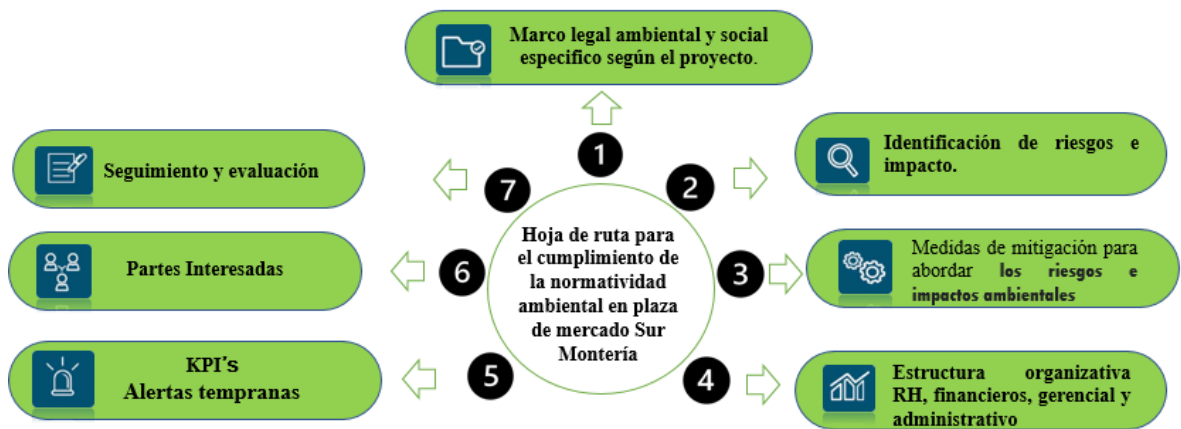 Marco legal ambiental y social
especifico según el proyecto.
1
Identificación de riesgos e
impacto.
2
Medidas de mitigación para
abordar los riesgos e
impactos ambientales
3
Estructura organizativa
RH, financieros, gerencial y
administrativo
4
KPI's
Alertas tempranas
5
Partes Interesadas
6
Seguimiento y evaluación
7
Hoja de ruta para
el cumplimiento de
la normatividad
ambiental en plaza
de mercado Sur
Montería